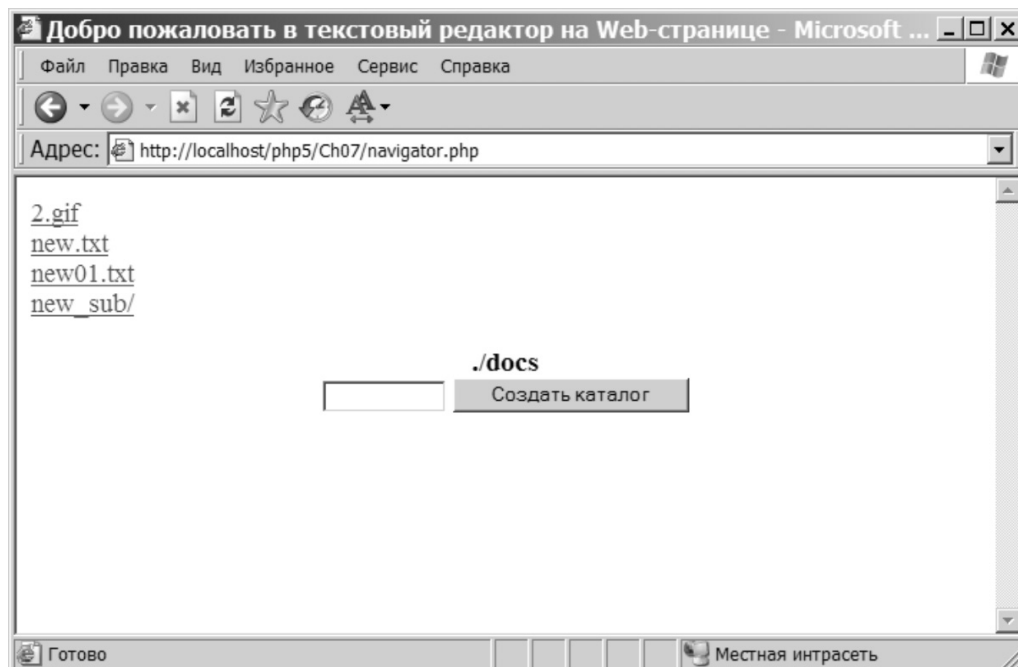 Добро пожаловать в текстовый редактор на Web-странице - Microsoft ...
Файл Правка Вид Избранное Сервис Справка
Адрес: http://localhost/php5/Ch07/navigator.php
2.gif
new.txt
new01.txt
new_sub/
./docs
Создать каталог
Готово Местная интрасеть